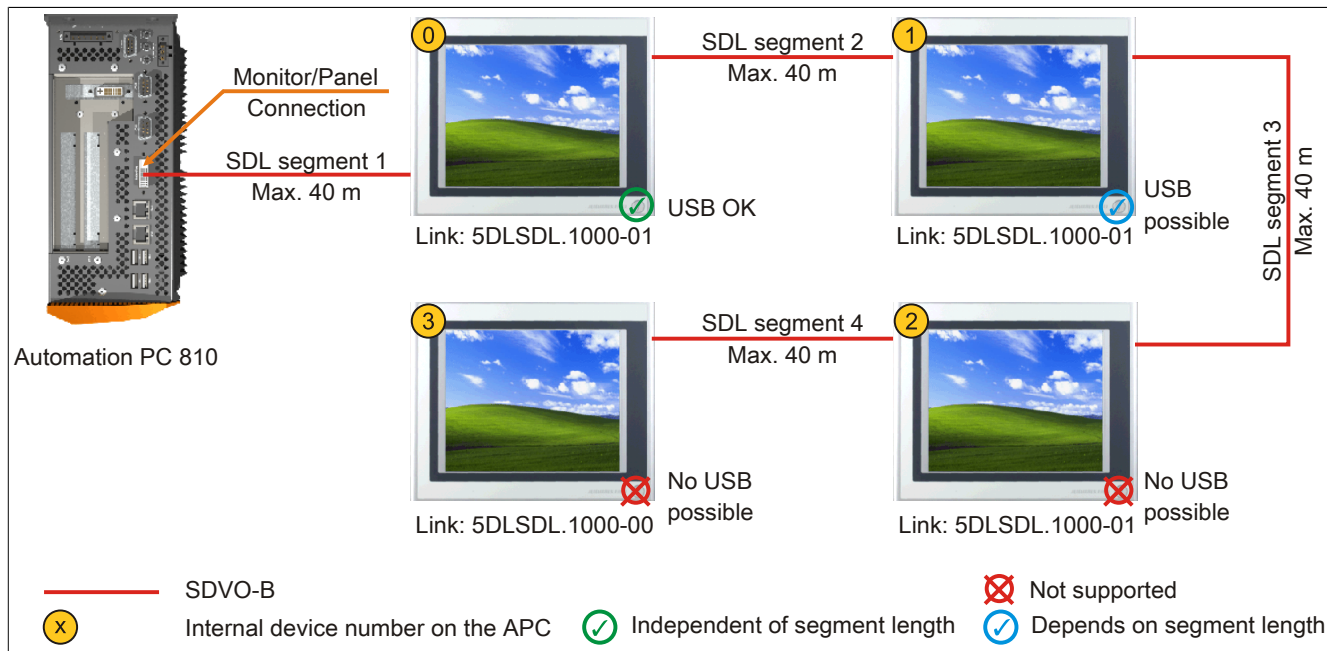 Monitor/Panel
Connection
SDL segment 1
Max. 40 m
Automation PC 810
0
USB OK
Link: 5DLSDL.1000-01
SDL segment 2
Max. 40 m
1
USB
possible
Link: 5DLSDL.1000-01
SDL segment 3
Max. 40 m
3
No USB
possible
Link: 5DLSDL.1000-00
SDL segment 4
Max. 40 m
2
No USB
possible
Link: 5DLSDL.1000-01
SDVO-B
Not supported
x
Internal device number on the APC
Independent of segment length
Depends on segment length